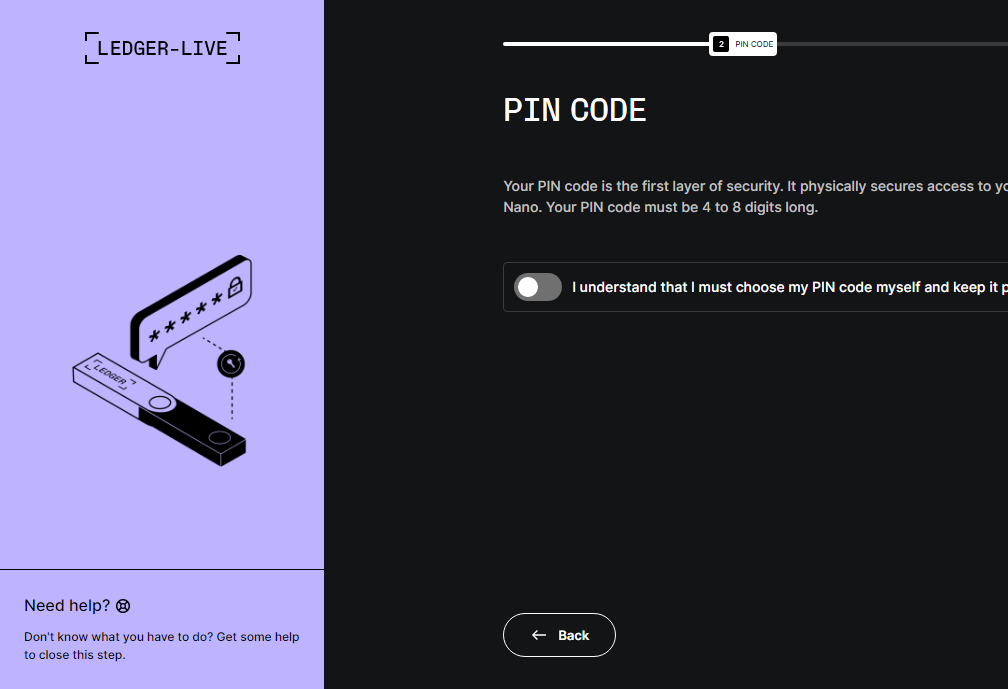 LEDGER-LIVE
2 PIN CODE
PIN CODE
Your PIN code is the first layer of security. It physically secures access to
Nano. Your PIN code must be 4 to 8 digits long.
I understand that I must choose my PIN code myself and keep it
*****
LEDGER
Back
Need help?
Don't know what you have to do? Get some help
to close this step.